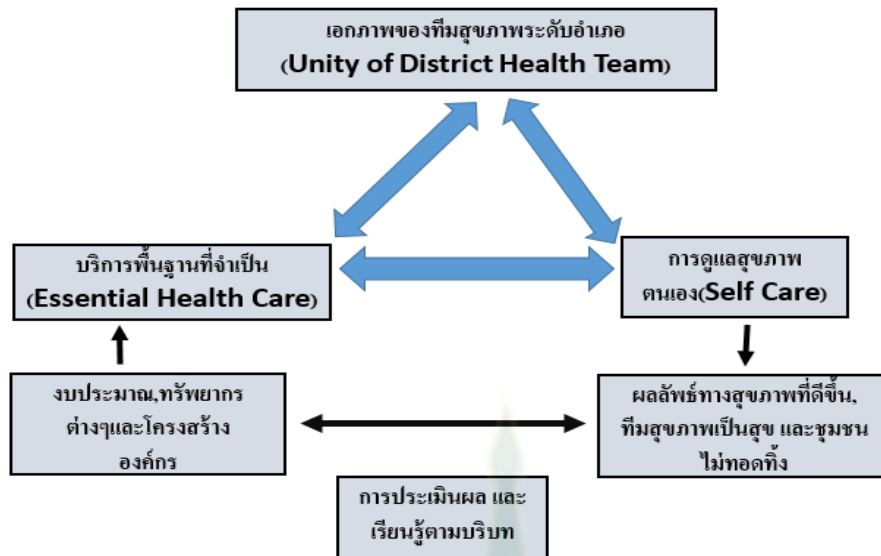 เอกภาพของทีมสุขภาพระดับอำเภอ
(Unity of District Health Team)
บริการพื้นฐานที่จำเป็น
(Essential Health Care)
การดูแลสุขภาพ
ตนเอง(Self Care)
งบประมาณ,ทรัพยากร
ต่างๆและโครงสร้าง
องค์กร
ผลลัพธ์ทางสุขภาพที่ดีขึ้น,
ทีมสุขภาพเป็นสุข และชุมชน
ไม่ทอดทิ้ง
การประเมินผล และ
เรียนรู้ตามบริบท